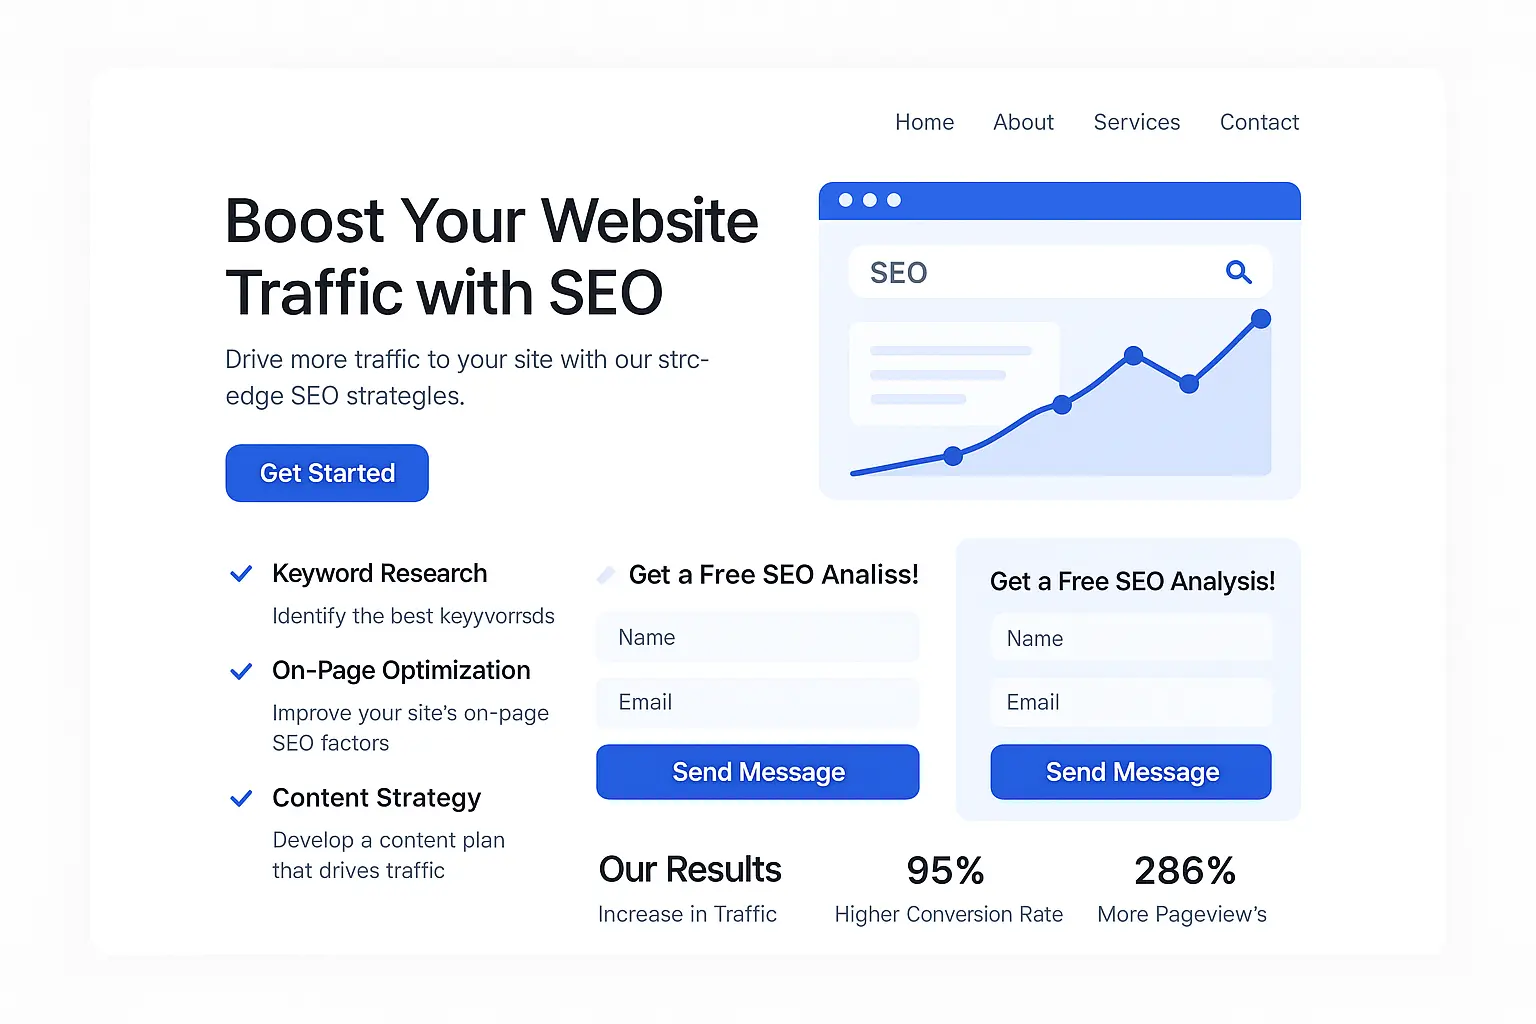 Home About Services Contact
Boost Your Website
Traffic with SEO
Drive more traffic to your site with our strc-
edge SEO strategles.
Get Started
SEO
Keyword Research
Identify the best keyyvorrsds
On-Page Optimization
Improve your site's on-page
SEO factors
Content Strategy
Develop a content plan
that drives traffic
Get a Free SEO Analiss!
Name
Email
Send Message
Get a Free SEO Analysis!
Name
Email
Send Message
Our Results
Increase in Traffic
95%
Higher Conversion Rate
286%
More Pageview's